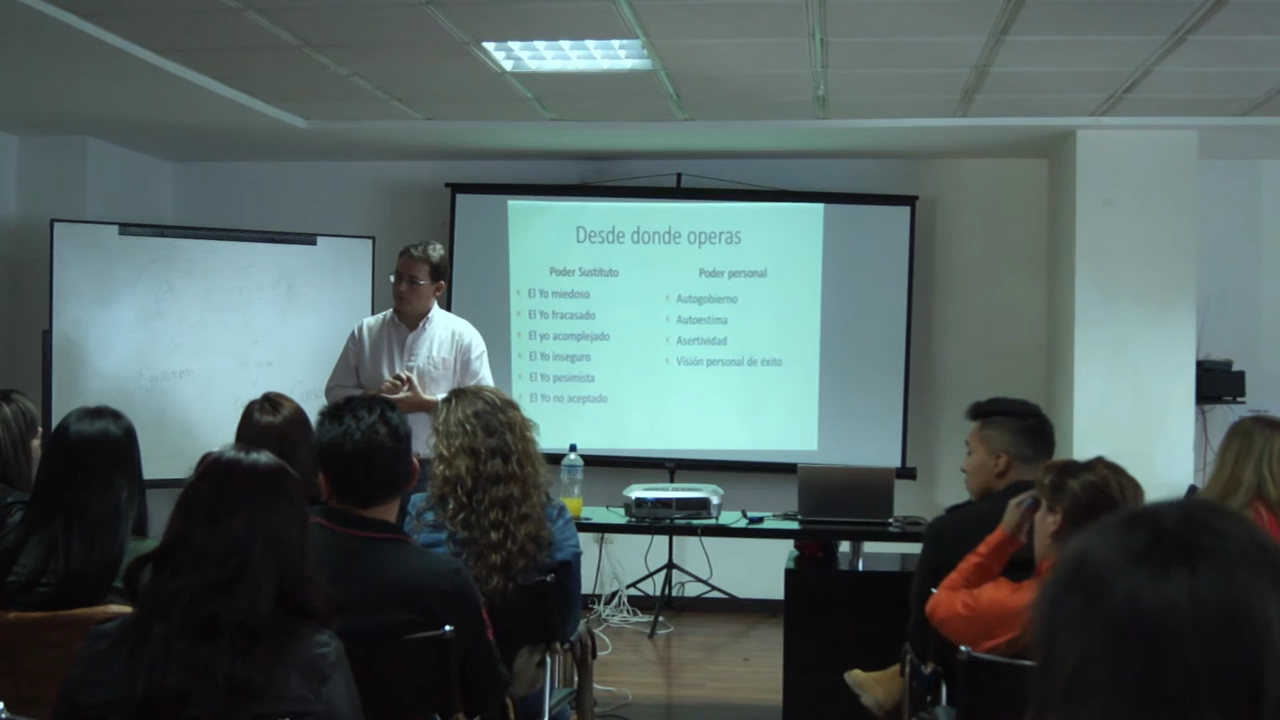 Desde donde operas
Poder Sustituto
El Yo miedoso
El Yo fracasado
El yo acomplejado
El Yo inseguro
El Yo pesimista
El Yo no aceptado
Poder personal
Autogobierno
Autoestima
Asertividad
Visión personal de éxito